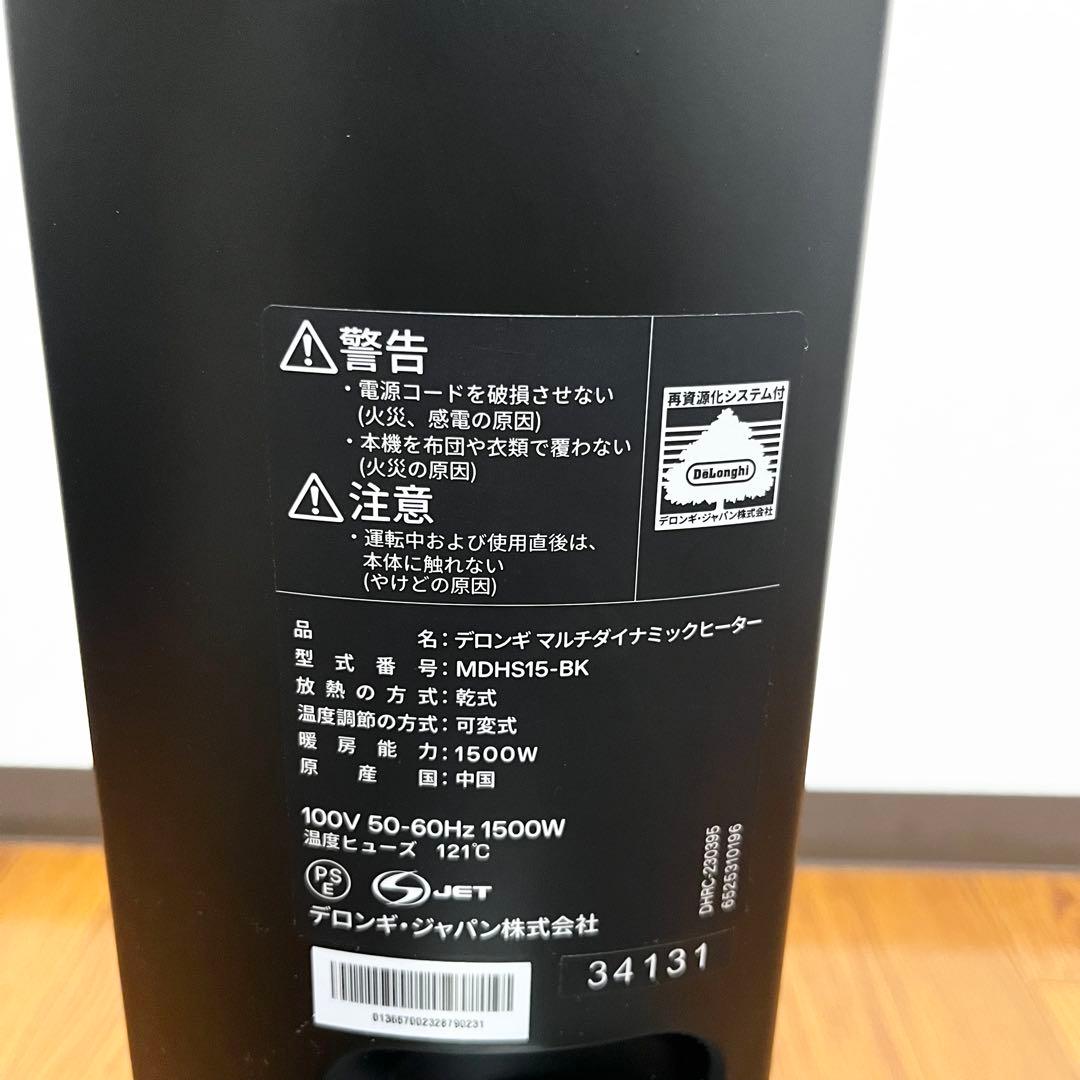 警告
・電源コードを破損させない
(火災、感電の原因)
・本機を布団や衣類で覆わない
(火災の原因)
注意
・運転中および使用直後は、
本体に触れない
(やけどの原因)
再資源化システム付
DeLonghi
デロンギ・ジャパン株式会社
品名：デロンギ マルチダイナミックヒーター
型式番号：MDHS15-BK
放熱の方式：乾式
温度調節の方式：可変式
暖房能力：1500W
原産国：中国
100V 50-60Hz 1500W
温度ヒューズ 121℃
PSE
JET
デロンギ・ジャパン株式会社
DHRC-230395
6525310196
34131
013657002328790231